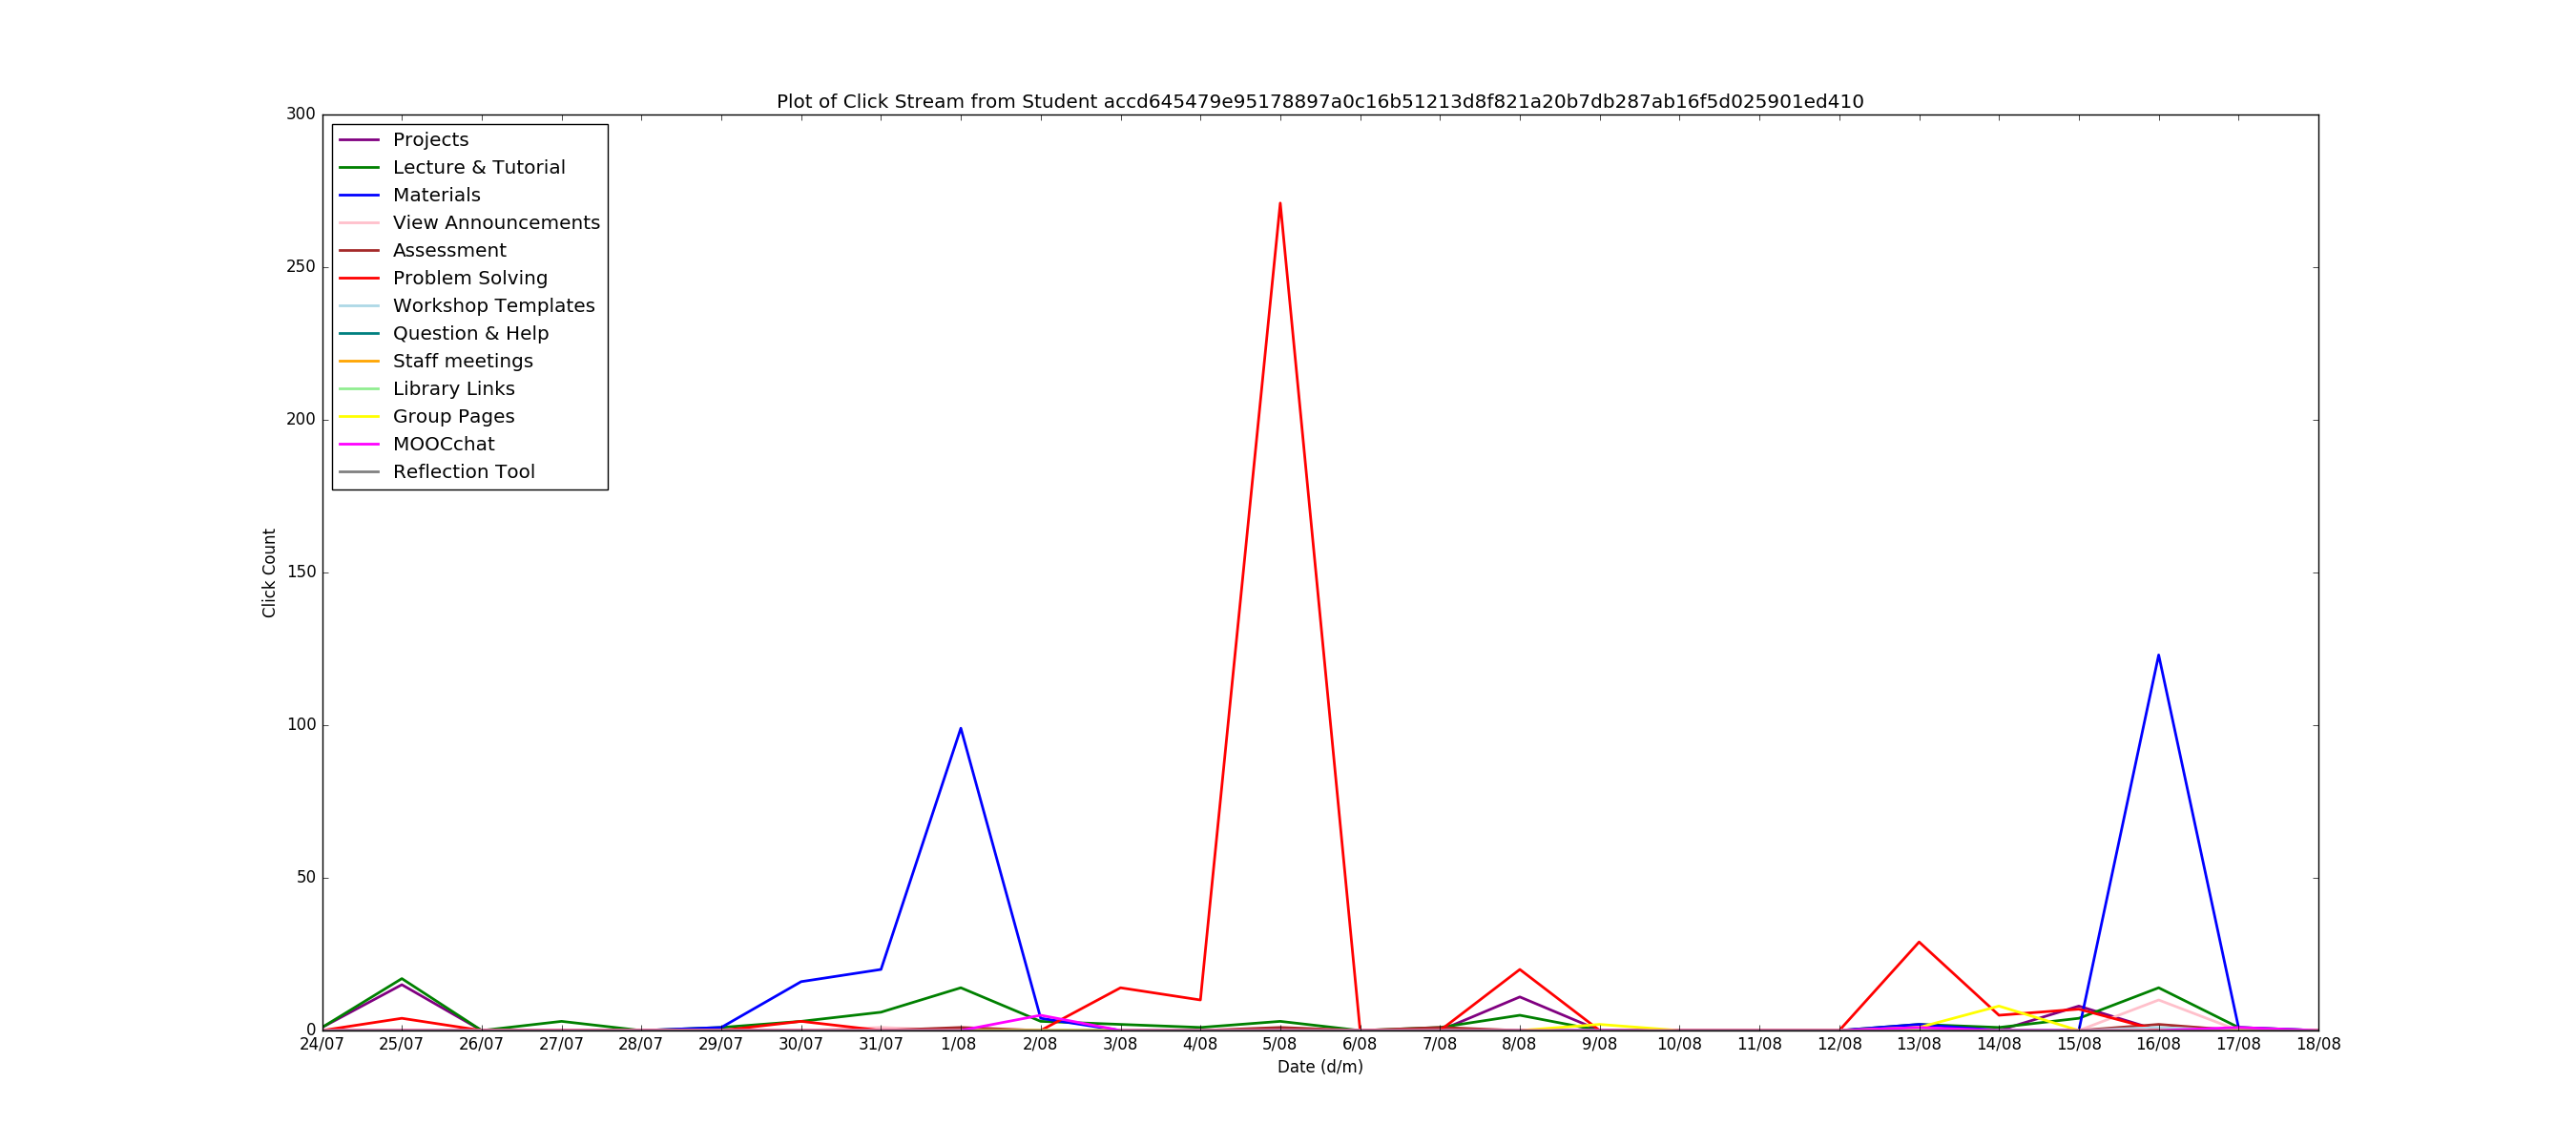 Plot of Click Stream from Student accd645479e95178897a0c16b51213d8f821a20b7db287ab16f5d025901ed410
300
250
200
150
100
50
0
Click Count
Projects
Lecture & Tutorial
Materials
View Announcements
Assessment
Problem Solving
Workshop Templates
Question & Help
Staff meetings
Library Links
Group Pages
MOOCchat
Reflection Tool
24/07 25/07 26/07 27/07 28/07 29/07 30/07 31/07 1/08 2/08 3/08 4/08 5/08 6/08 7/08 8/08 9/08 10/08 11/08 12/08 13/08 14/08 15/08 16/08 17/08 18/08
Date (d/m)